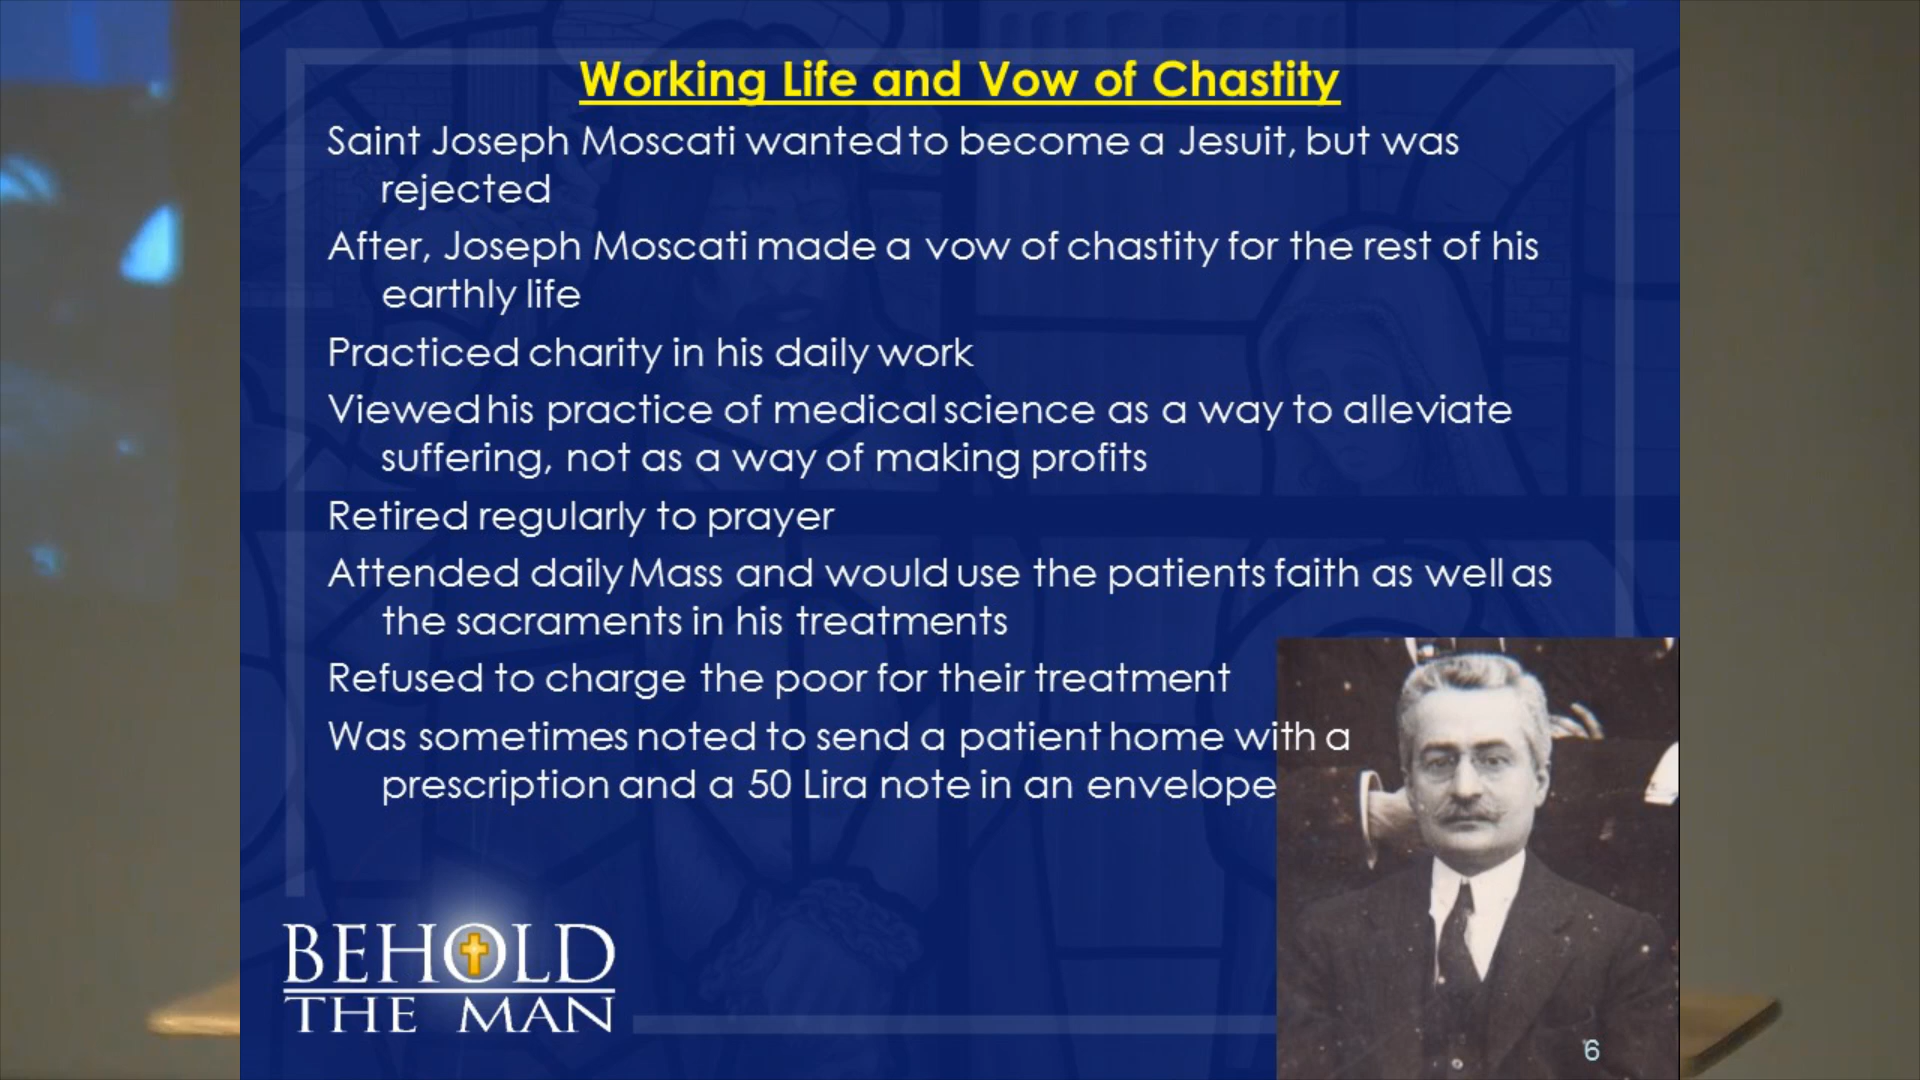 Working Life and Vow of Chastity
Saint Joseph Moscati wanted to become a Jesuit, but was
rejected
After, Joseph Moscati made a vow of chastity for the rest of his
earthly life
Practiced charity in his daily work
Viewed his practice of medical science as a way to alleviate
suffering, not as a way of making profits
Retired regularly to prayer
Attended daily Mass and would use the patients faith as well as
the sacraments in his treatments
Refused to charge the poor for their treatment
Was sometimes noted to send a patient home with a
prescription and a 50 Lira note in an envelope
BEHOLD
THE MAN
6